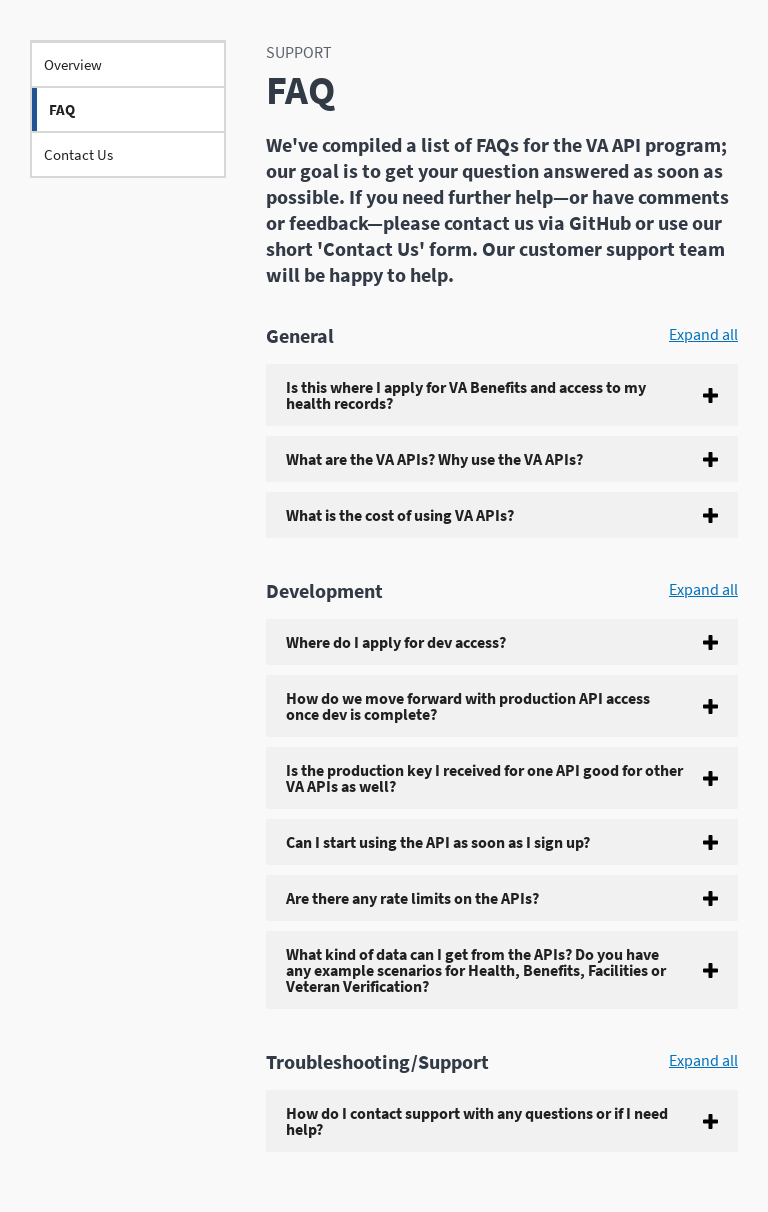 Overview
FAQ
Contact Us
SUPPORT
FAQ
We've compiled a list of FAQs for the VA API program;
our goal is to get your question answered as soon as
possible. If you need further help—or have comments
or feedback—please contact us via GitHub or use our
short 'Contact Us' form. Our customer support team
will be happy to help.
General
Expand all
Is this where I apply for VA Benefits and access to my
health records?
What are the VA APIs? Why use the VA APIs?
What is the cost of using VA APIs?
Development
Expand all
Where do I apply for dev access?
How do we move forward with production API access
once dev is complete?
Is the production key I received for one API good for other
VA APIs as well?
Can I start using the API as soon as I sign up?
Are there any rate limits on the APIs?
What kind of data can I get from the APIs? Do you have
any example scenarios for Health, Benefits, Facilities or
Veteran Verification?
Troubleshooting/Support
Expand all
How do I contact support with any questions or if I need
help?